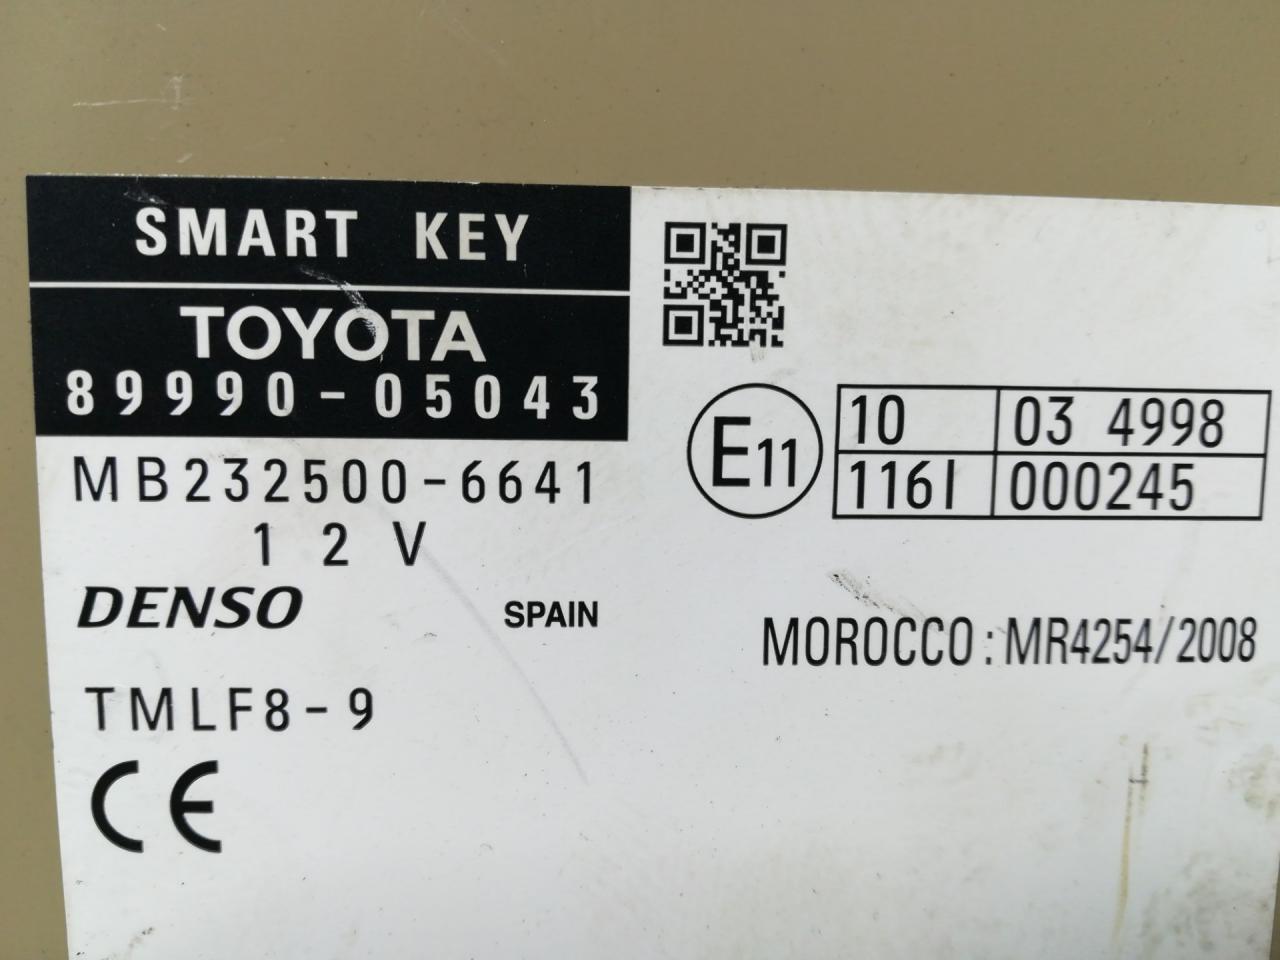 SMART KEY
TOYOTA
89990-05043
MB232500-6641
12V
DENSO SPAIN
TMLF8-9
CE
E11
10 03 4998
116I 000245
MOROCCO: MR4254/2008